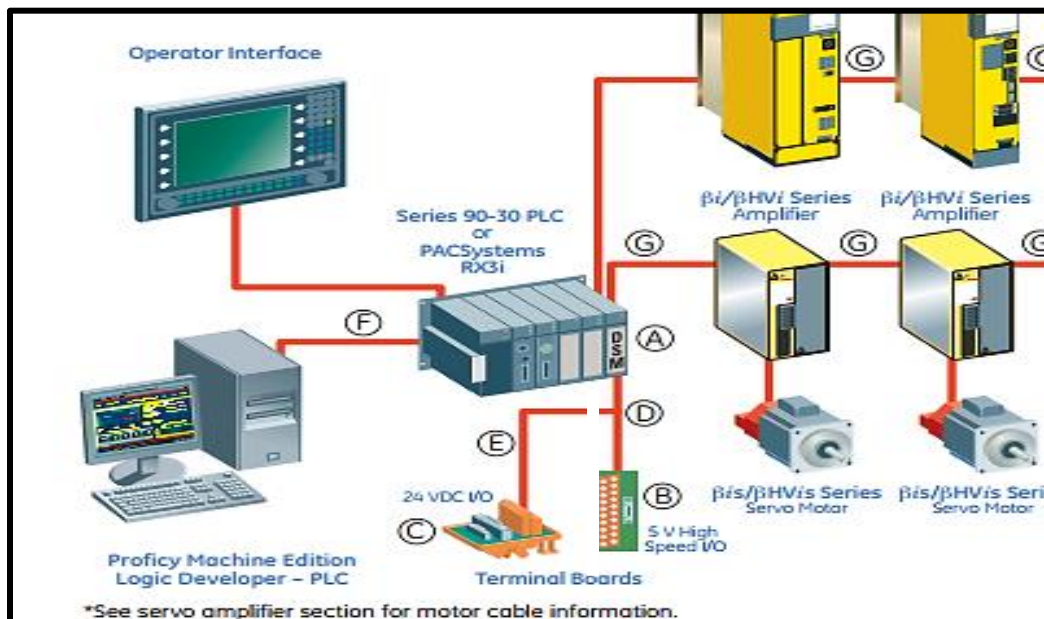 Operator Interface
G
G
βi/βHVi Series
Amplifier
βi/βHVi Series
Amplifier
Series 90-30 PLC
or
PACSystems
RX3i
G
G
G
F
DSM
A
D
E
24 VDC I/O
C
B
5 V High
Speed I/O
βis/βHVis Series
Servo Motor
βis/βHVis Seri
Servo Motor
Proficy Machine Edition
Logic Developer – PLC
Terminal Boards
*See servo amplifier section for motor cable information.